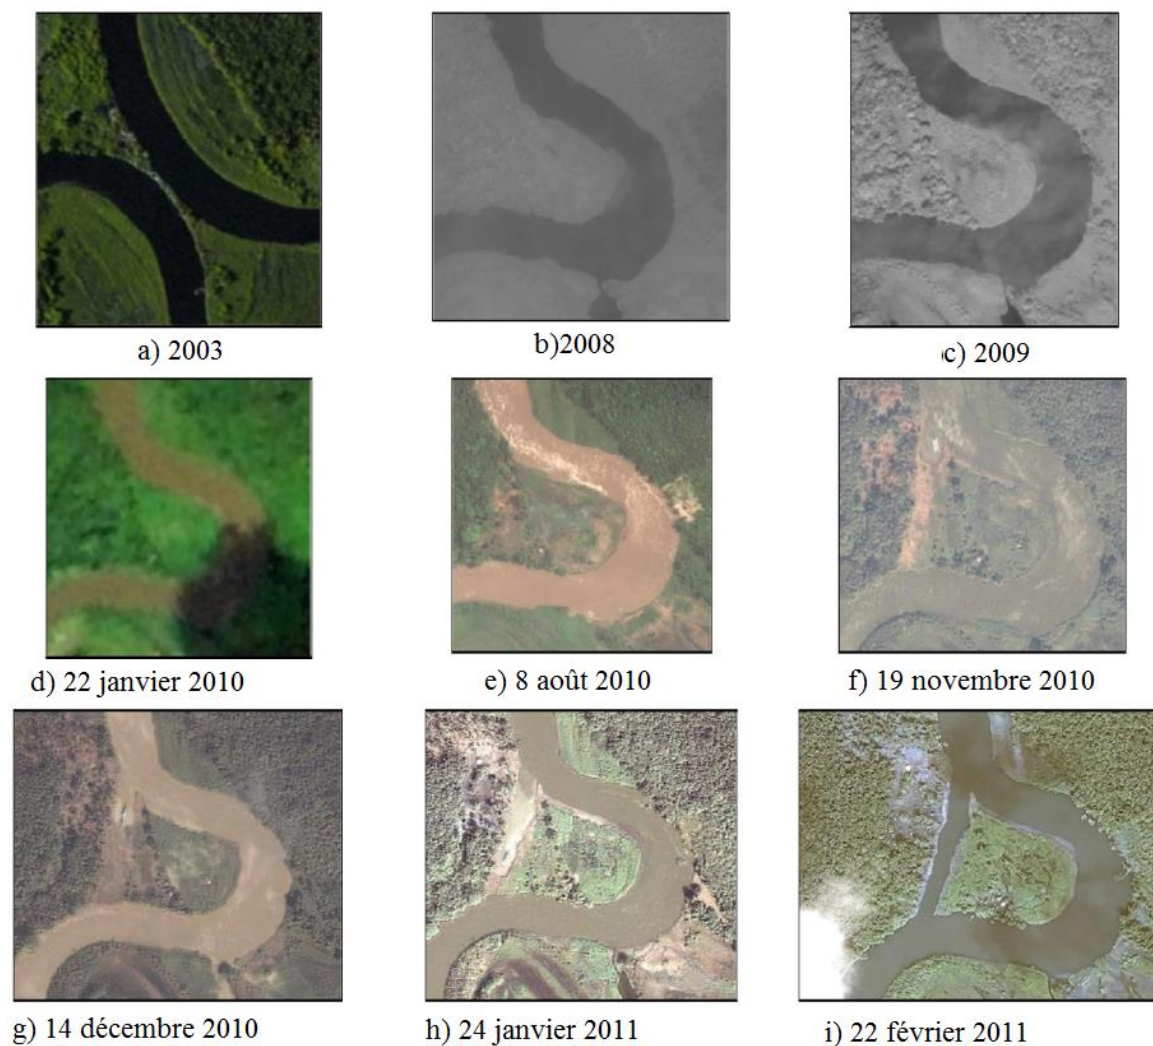 a) 2003
b)2008
c) 2009
d) 22 janvier 2010
e) 8 août 2010
f) 19 novembre 2010
g) 14 décembre 2010
h) 24 janvier 2011
i) 22 février 2011